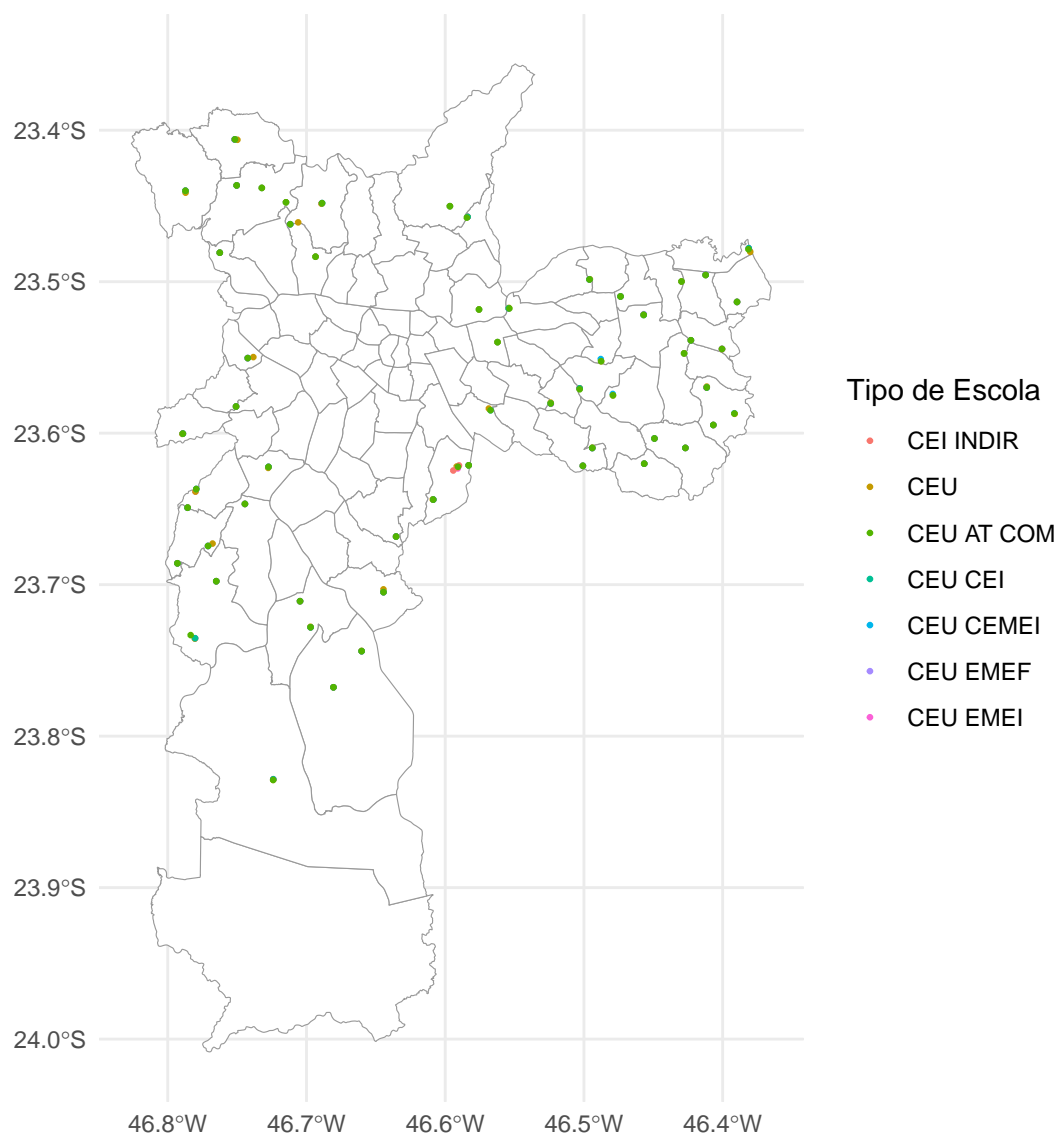 23.4°S
23.5°S
23.6°S
23.7°S
23.8°S
23.9°S
24.0°S
46.8°W 46.7°W 46.6°W 46.5°W 46.4°W
Tipo de Escola
CEI INDIR
CEU
CEU AT COM
CEU CEI
CEU CEMEI
CEU EMEF
CEU EMEI